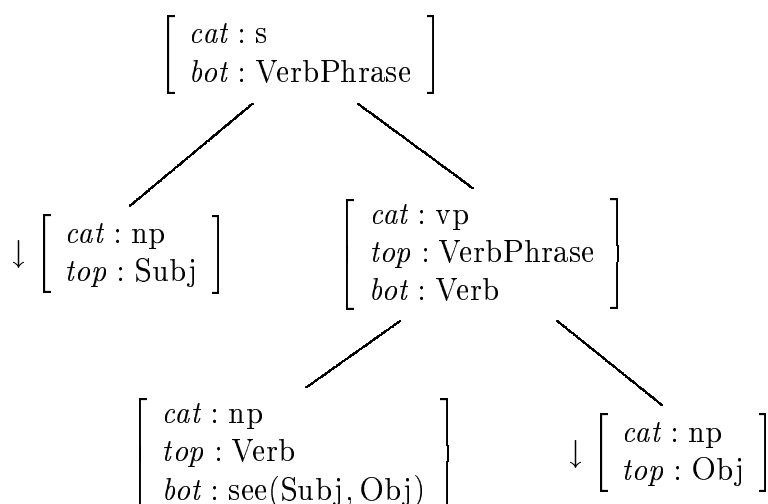 cat : s
bot : VerbPhrase
↓ cat : np
top : Subj
cat : vp
top : VerbPhrase
bot : Verb
cat : np
top : Verb
bot : see(Subj, Obj)
↓ cat : np
top : Obj